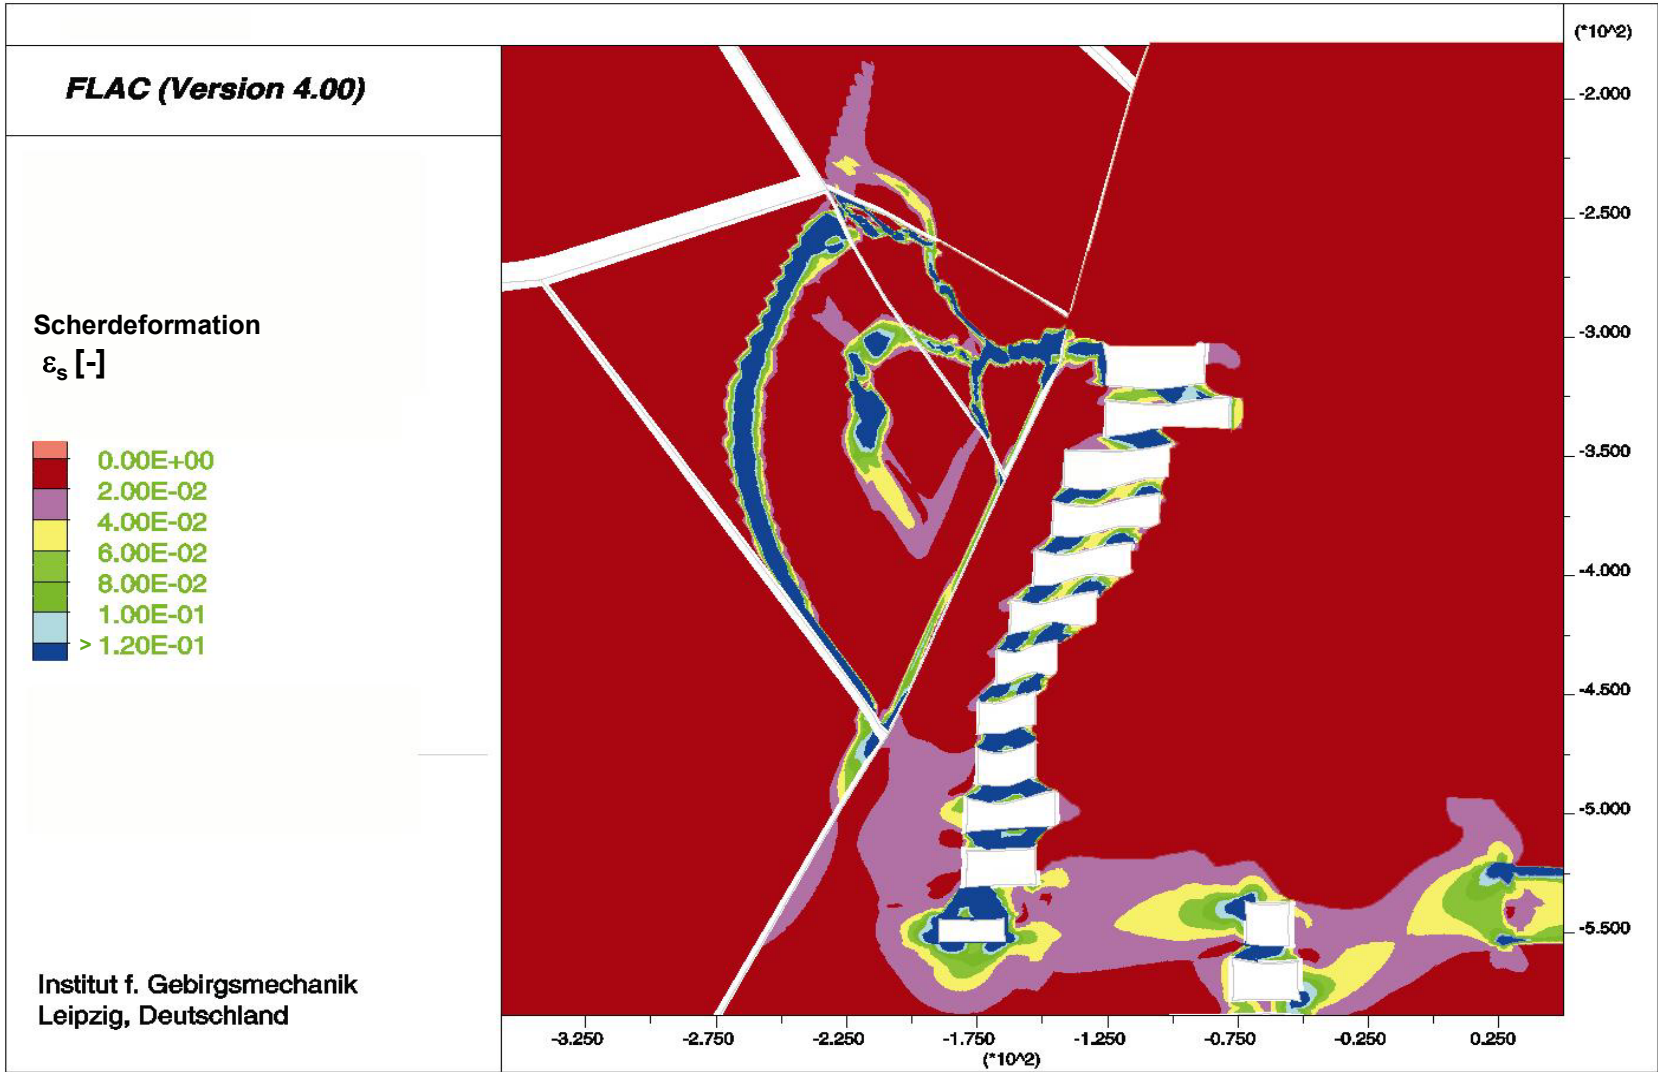 FLAC (Version 4.00)
Scherdeformation
εs [-]
0.00E+00
2.00E-02
4.00E-02
6.00E-02
8.00E-02
1.00E-01
> 1.20E-01
Institut f. Gebirgsmechanik
Leipzig, Deutschland
(*10^2)
-2.000
-2.500
-3.000
-3.500
-4.000
-4.500
-5.000
-5.500
-3.250 -2.750 -2.250 -1.750 -1.250 -0.750 -0.250 0.250
(*10^2)